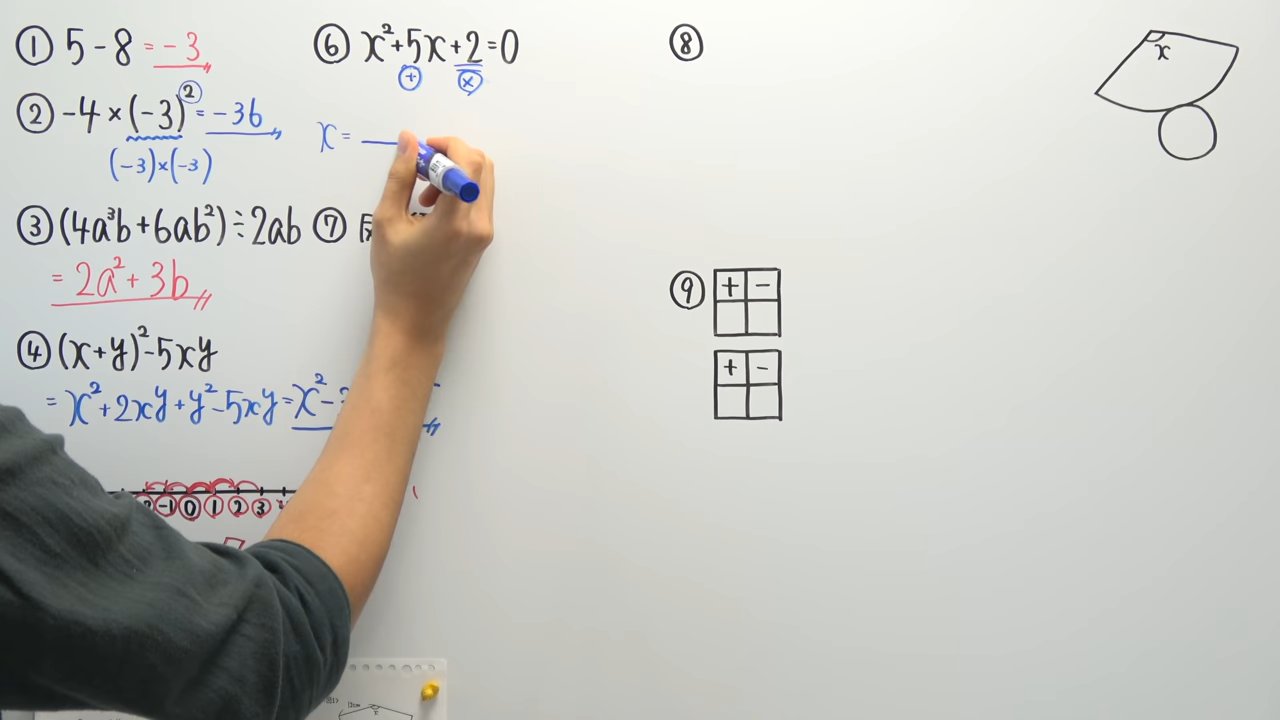 ① 5-8=-3
② -4×(-3)²=-36
(-3)×(-3)
③ (4a³b+6ab²)÷2ab
=2a²+3b
④ (x+y)²-5xy
=x²+2xy+y²-5xy=x²-
-1 0 1 2 3
⑥ x²+5x+2=0
+ ×
x=
⑦
⑧
x
⑨ + -
+ -